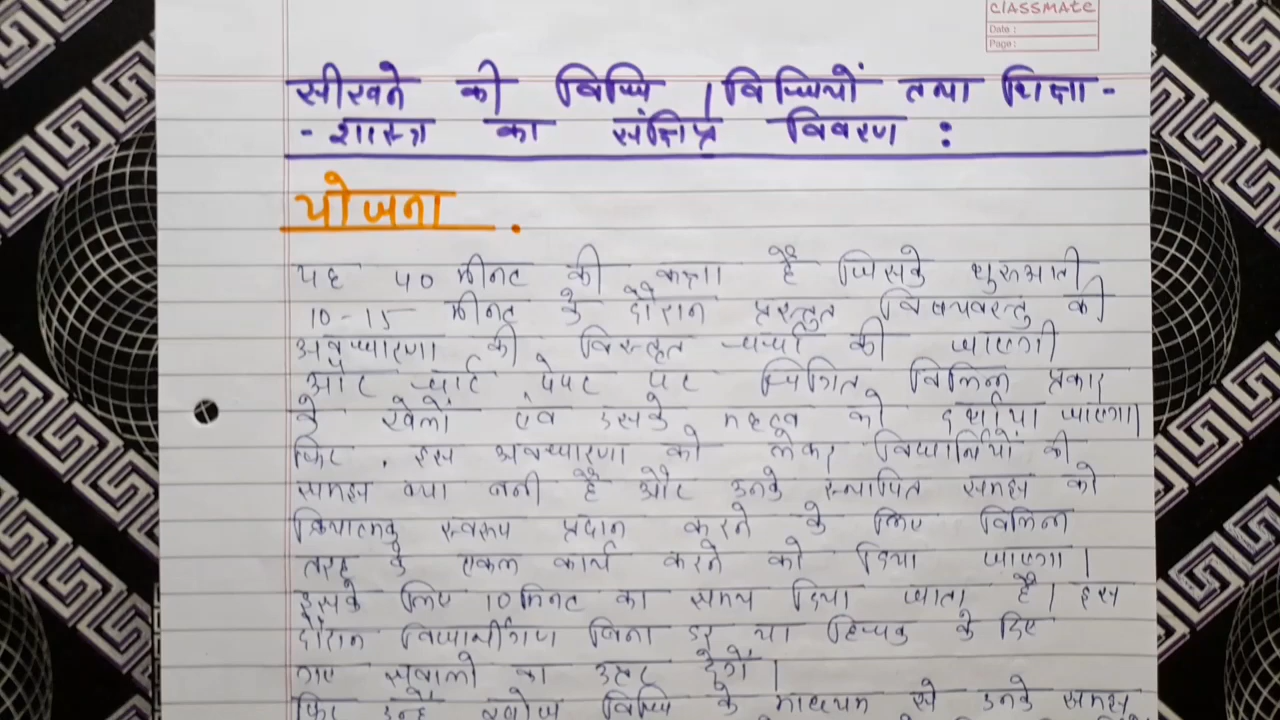 CLASSMATE
Date :
Page :
सीखने की विधि / विधियों तथा शिक्षा-
- शास्त्र का संक्षिप्त विवरण :
योजना .
यह 40 मीनट की कक्षा है जिसके शुरुआती
10-15 मीनट के दौरान प्रस्तुत विषयवस्तु की
अवधारणा की विस्तृत चर्चा की जाएगी
और चार्ट पेपर पर चित्रित विभिन्न प्रकार
के खेलों एंव उसके महत्व को दर्शाया जाएगा।
फिर . इस अवधारणा को लेकर विधार्थियों की
समझ क्या बनी है और उनके स्थापित समझ को
क्रियात्मक स्वरूप प्रदान करने के लिए विभिन्न
तरह के एकल कार्य करने को दिया जाएगा।
इसके लिए 10 मिनट का समय दिया जाता है। इस
दौरान विधार्थीगण बिना डर या हिचक के दिए
गए सवालो का उत्तर देगें।
फिर उन्हें खोज विधि के माध्यम से उनके समझ